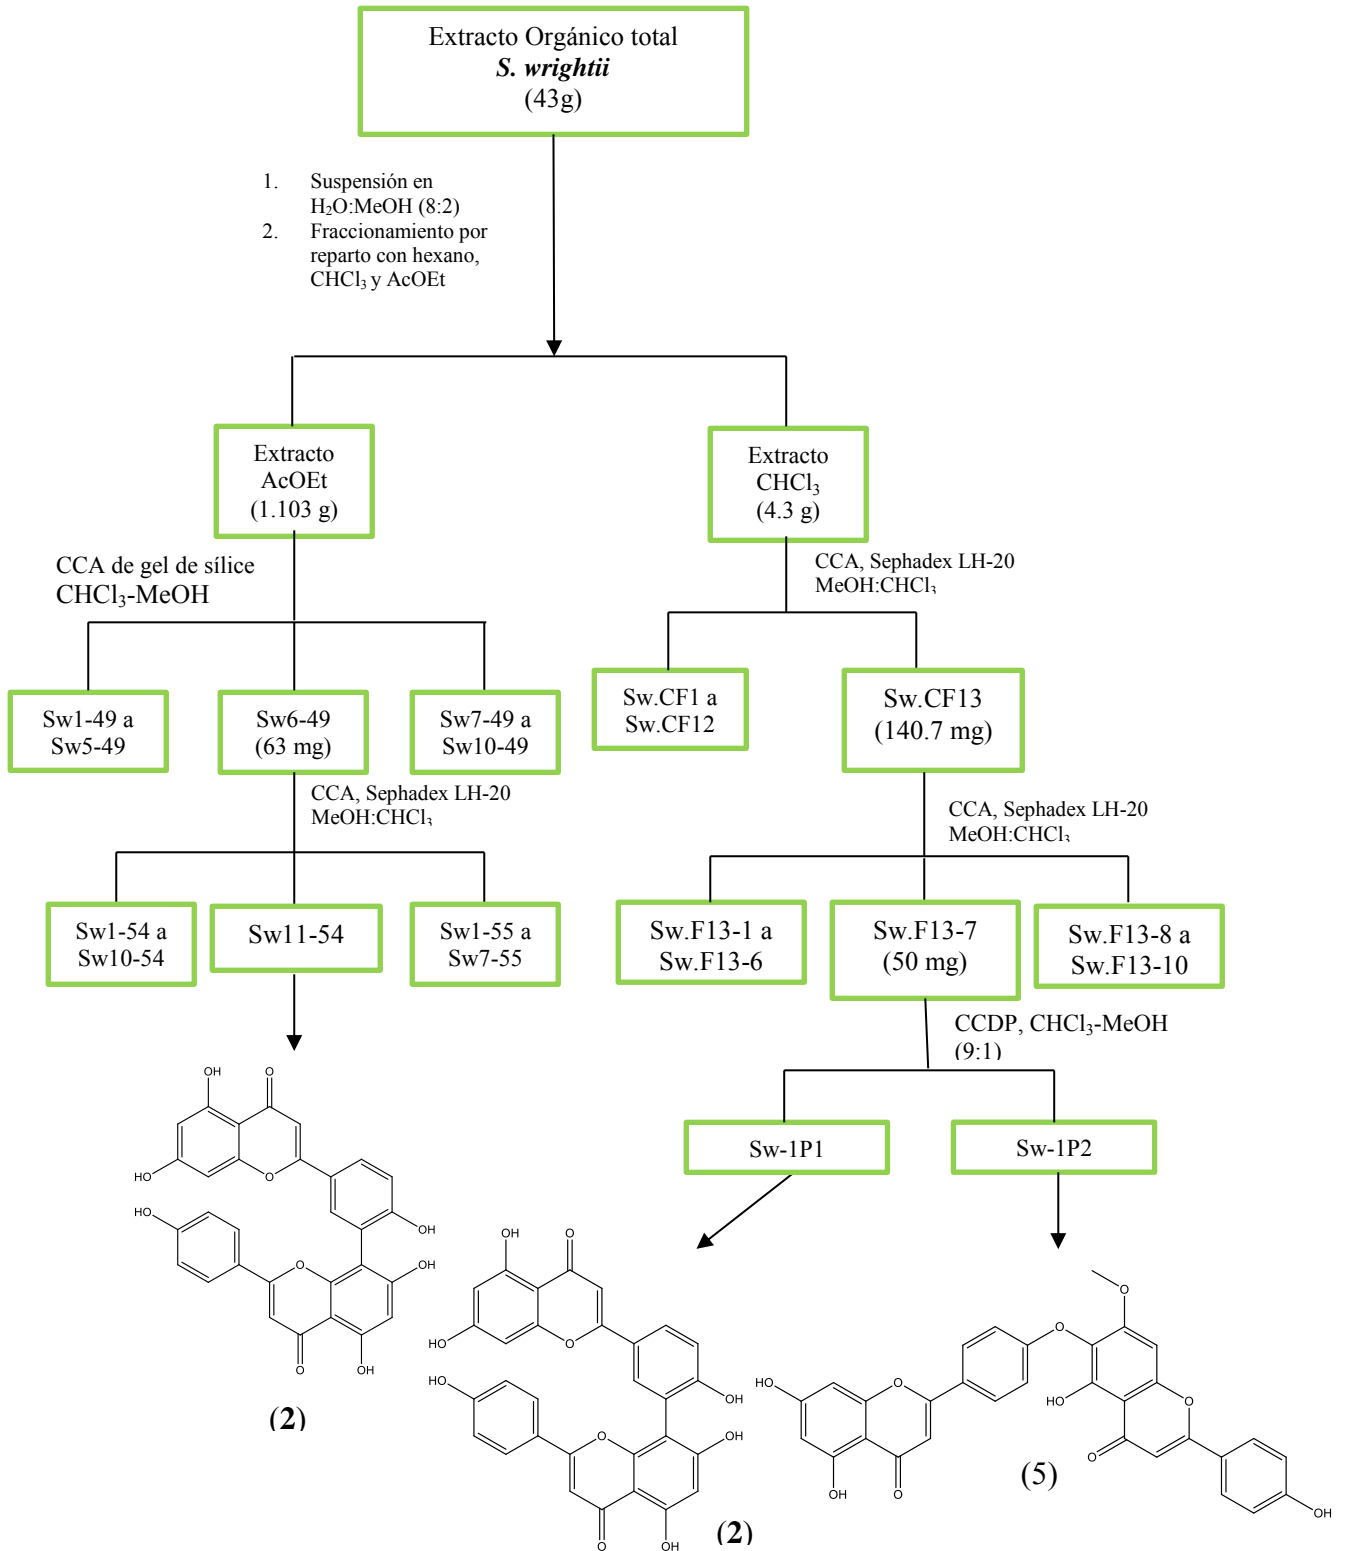 Extracto Orgánico total
S. wrightii
(43g)
1. Suspensión en
H₂O:MeOH (8:2)
2. Fraccionamiento por
reparto con hexano,
CHCl₃ y AcOEt
Extracto
AcOEt
(1.103 g)
Extracto
CHCl₃
(4.3 g)
CCA de gel de sílice
CHCl₃-MeOH
CCA, Sephadex LH-20
MeOH:CHCl₃
Sw1-49 a
Sw5-49
Sw6-49
(63 mg)
Sw7-49 a
Sw10-49
Sw.CF1 a
Sw.CF12
Sw.CF13
(140.7 mg)
CCA, Sephadex LH-20
MeOH:CHCl₃
CCA, Sephadex LH-20
MeOH:CHCl₃
Sw1-54 a
Sw10-54
Sw11-54
Sw1-55 a
Sw7-55
Sw.F13-1 a
Sw.F13-6
Sw.F13-7
(50 mg)
Sw.F13-8 a
Sw.F13-10
CCDP, CHCl₃-MeOH
(9:1)
Sw-1P1
Sw-1P2
OH
O
HO
O
OH
HO
O
OH
O
OH
(2)
OH
O
HO
O
OH
HO
O
OH
O
OH
(2)
O
O
HO
O
HO
O
OH
O
O
OH
(5)